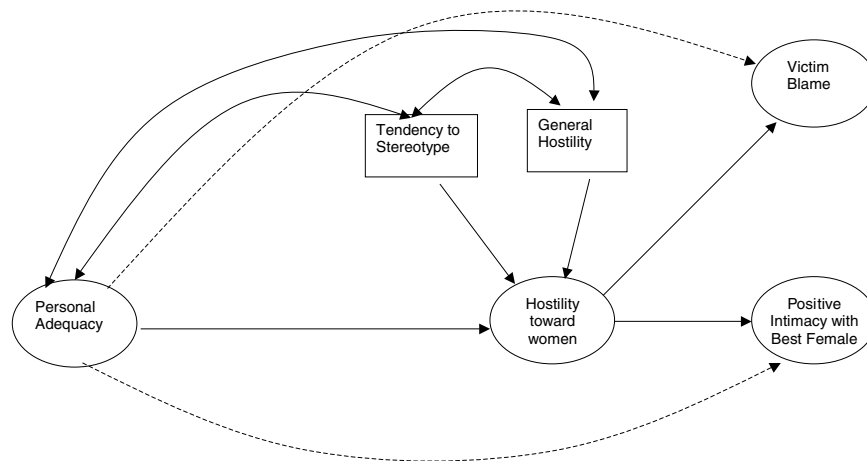 Victim
Blame
Tendency to
Stereotype
General
Hostility
Personal
Adequacy
Hostility
toward
women
Positive
Intimacy with
Best Female